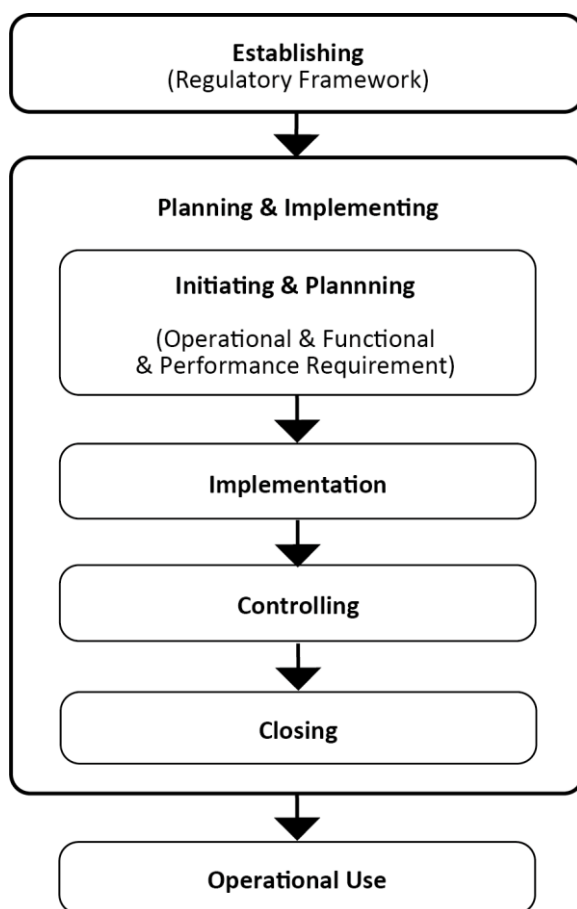 Establishing
(Regulatory Framework)
Planning & Implementing
Initiating & Plannning
(Operational & Functional
& Performance Requirement)
Implementation
Controlling
Closing
Operational Use